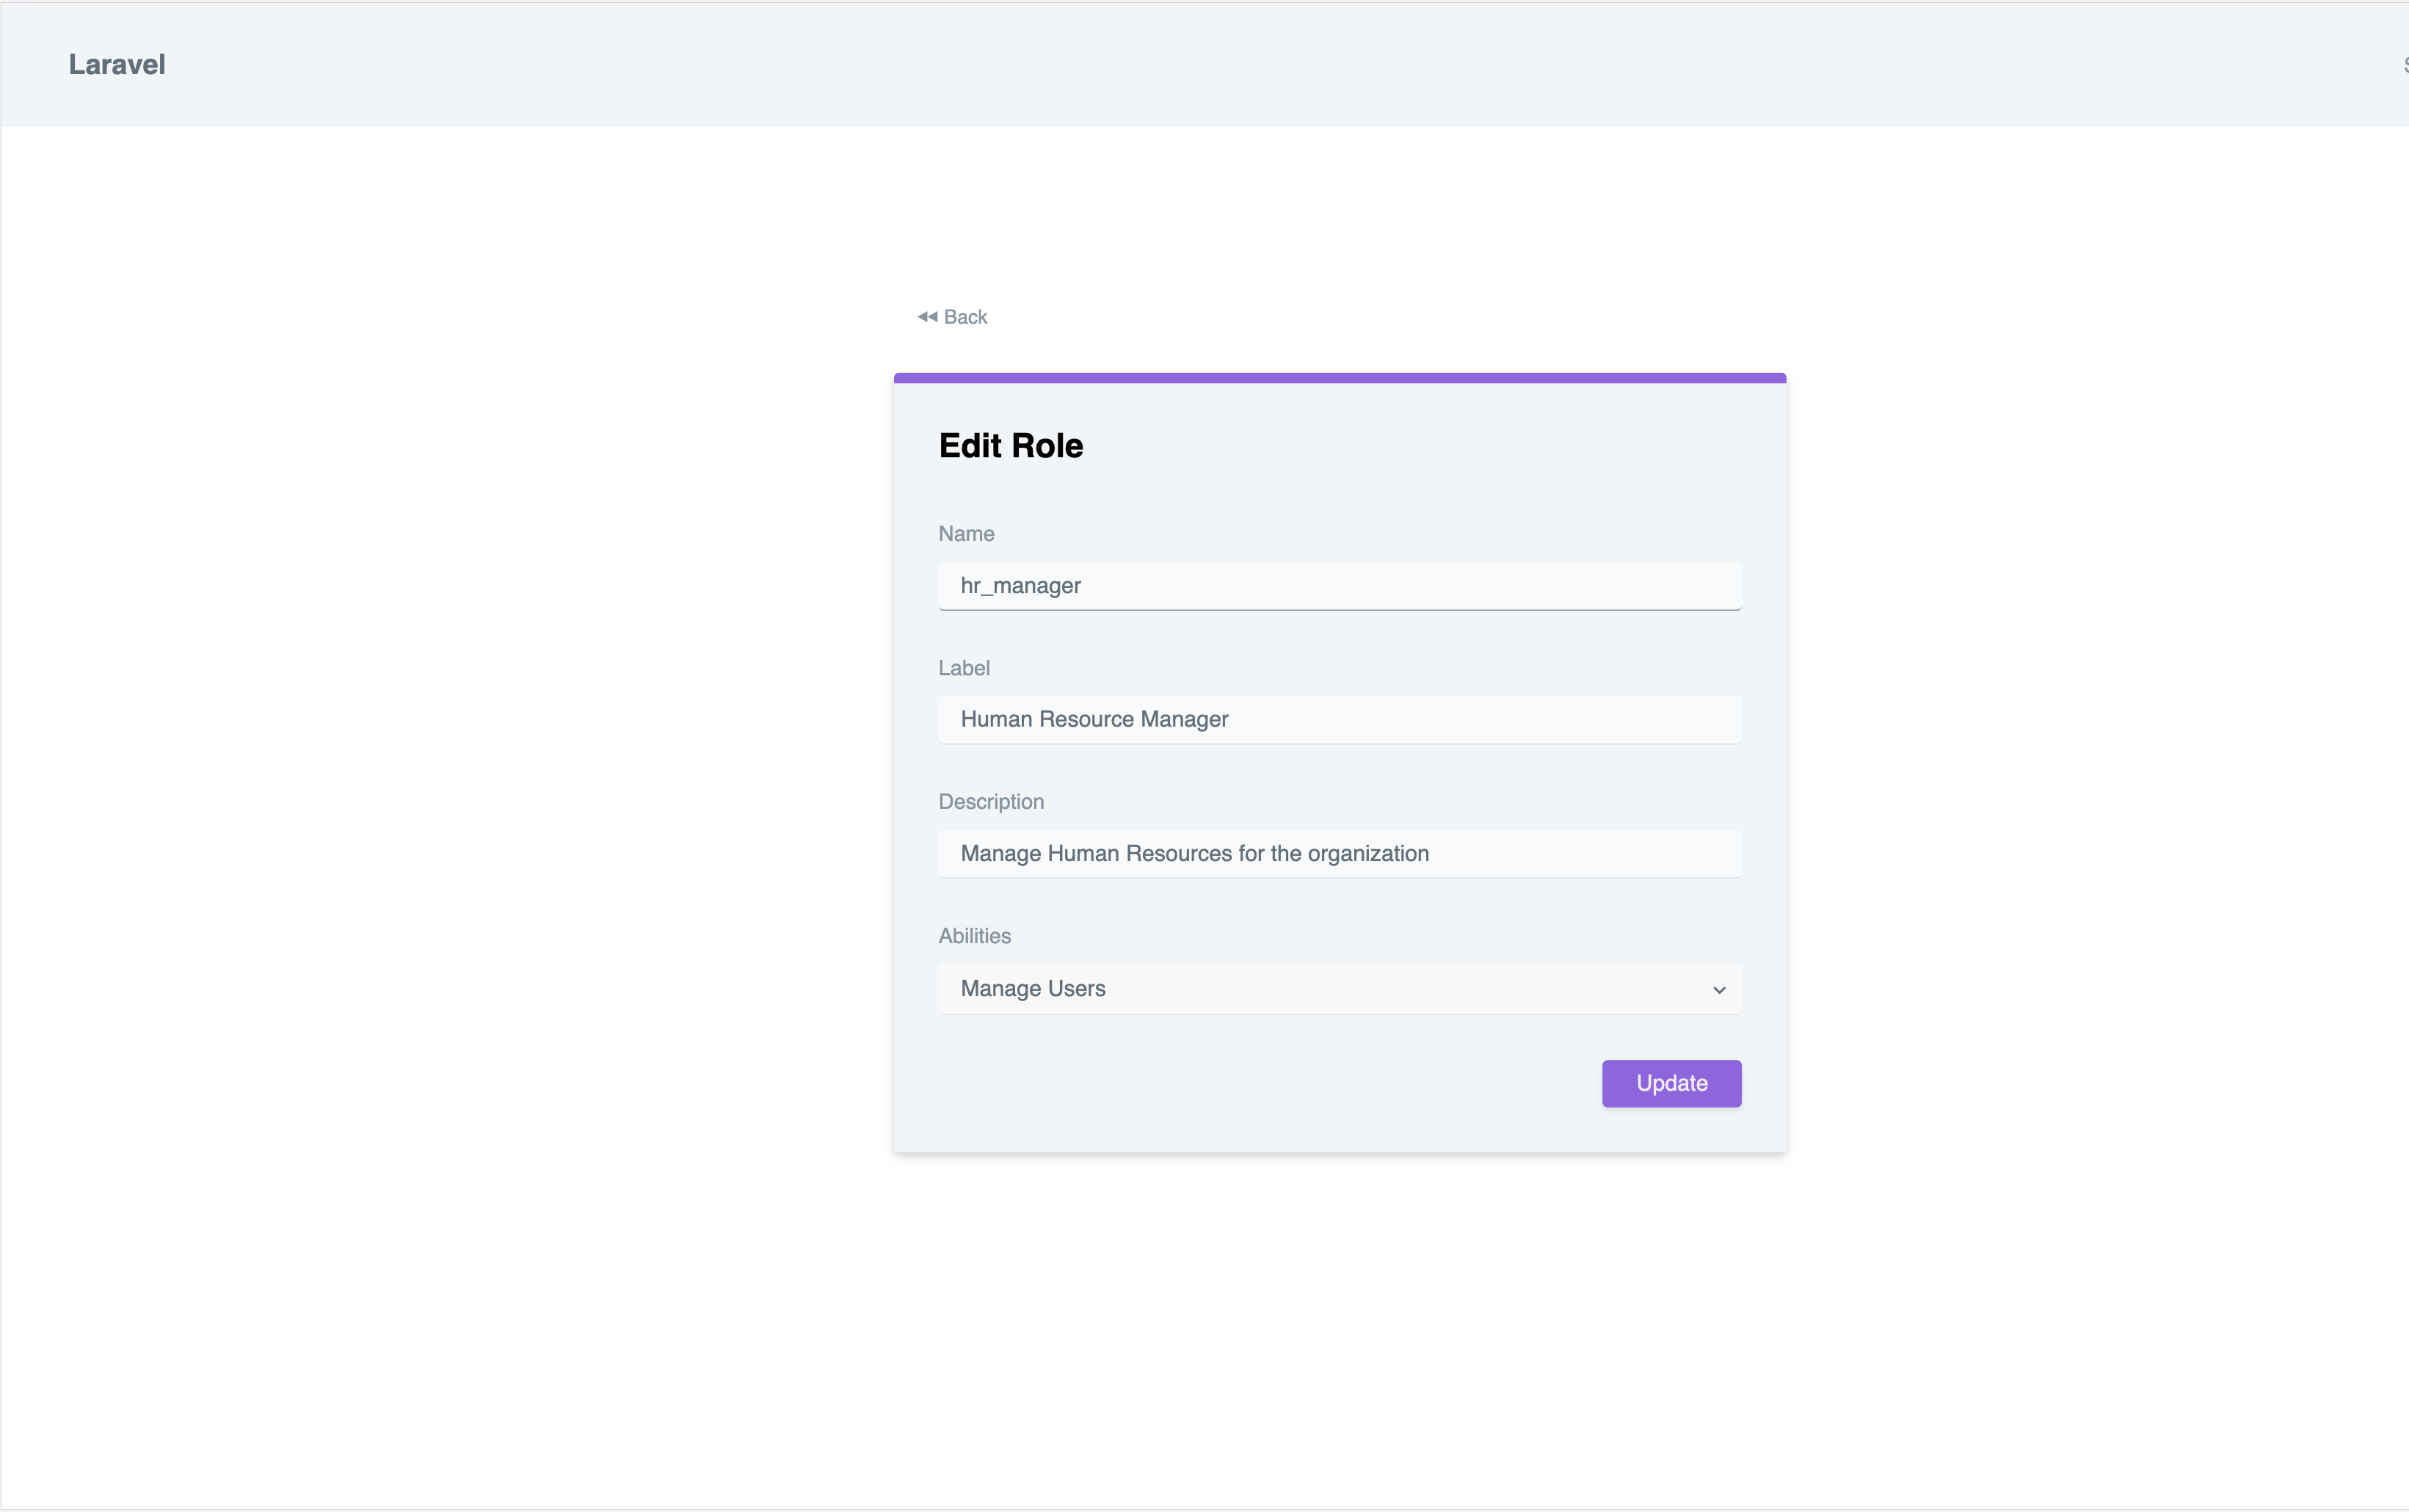 Laravel
Back
Edit Role
Name
hr_manager
Label
Human Resource Manager
Description
Manage Human Resources for the organization
Abilities
Manage Users
Update